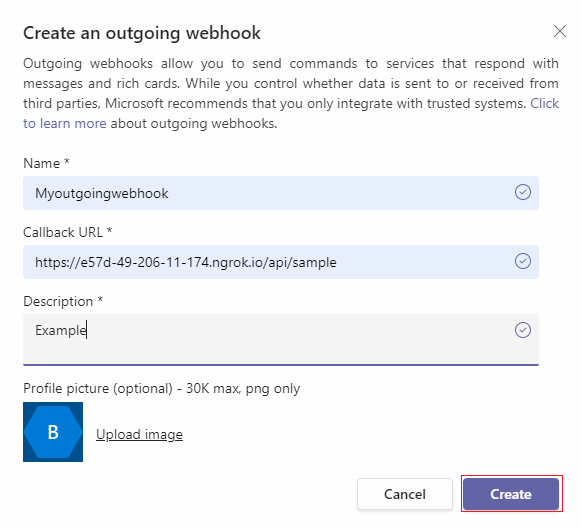 Create an outgoing webhook
Outgoing webhooks allow you to send commands to services that respond with
messages and rich cards. While you control whether data is sent to or received from
third parties, Microsoft recommends that you only integrate with trusted systems. Click
to learn more about outgoing webhooks.
Name *
Myoutgoingwebhook
Callback URL *
https://e57d-49-206-11-174.ngrok.io/api/sample
Description *
Example
Profile picture (optional) - 30K max, png only
B
Upload image
Cancel
Create